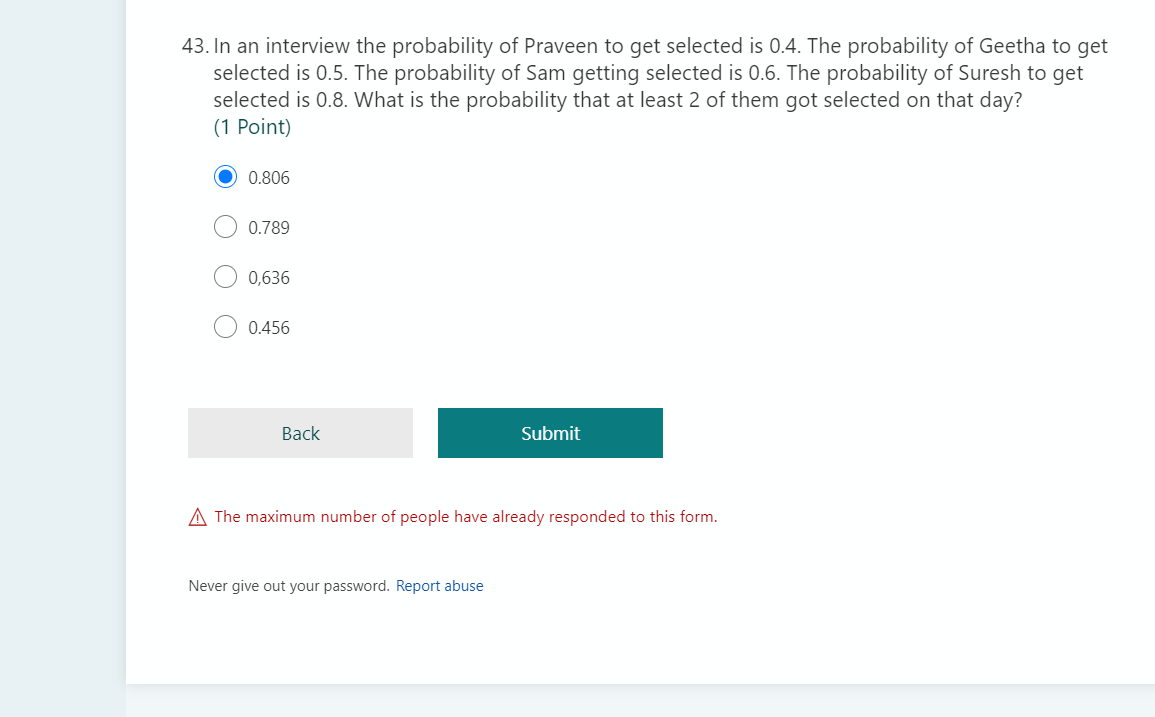 43. In an interview the probability of Praveen to get selected is 0.4. The probability of Geetha to get
selected is 0.5. The probability of Sam getting selected is 0.6. The probability of Suresh to get
selected is 0.8. What is the probability that at least 2 of them got selected on that day?
(1 Point)
0.806
0.789
0,636
0.456
Back
Submit
The maximum number of people have already responded to this form.
Never give out your password. Report abuse